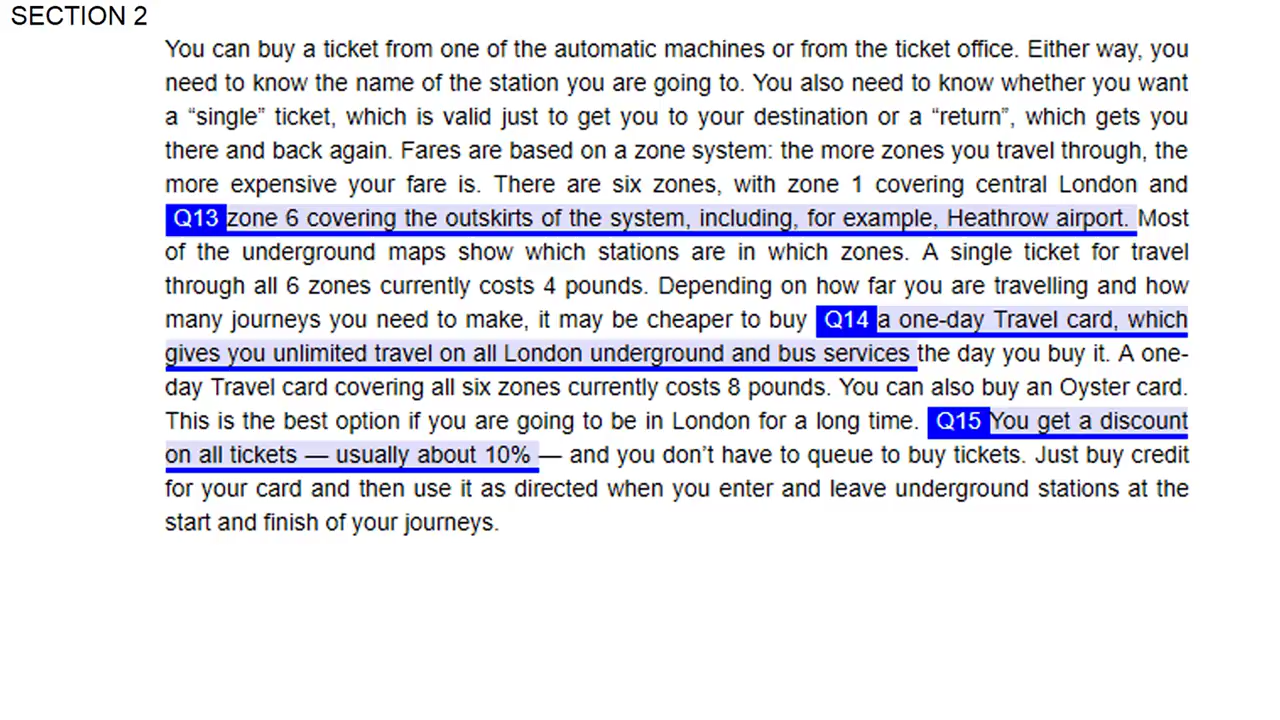 SECTION 2
You can buy a ticket from one of the automatic machines or from the ticket office. Either way, you
need to know the name of the station you are going to. You also need to know whether you want
a “single” ticket, which is valid just to get you to your destination or a “return”, which gets you
there and back again. Fares are based on a zone system: the more zones you travel through, the
more expensive your fare is. There are six zones, with zone 1 covering central London and
Q13 zone 6 covering the outskirts of the system, including, for example, Heathrow airport. Most
of the underground maps show which stations are in which zones. A single ticket for travel
through all 6 zones currently costs 4 pounds. Depending on how far you are travelling and how
many journeys you need to make, it may be cheaper to buy Q14 a one-day Travel card, which
gives you unlimited travel on all London underground and bus services the day you buy it. A one-
day Travel card covering all six zones currently costs 8 pounds. You can also buy an Oyster card.
This is the best option if you are going to be in London for a long time. Q15 You get a discount
on all tickets — usually about 10% — and you don’t have to queue to buy tickets. Just buy credit
for your card and then use it as directed when you enter and leave underground stations at the
start and finish of your journeys.